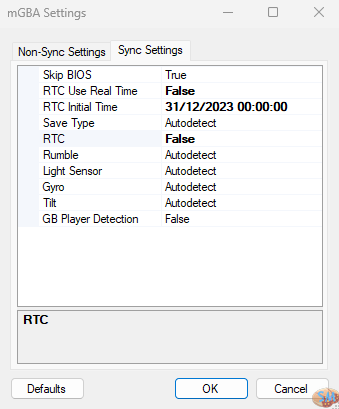 mGBA Settings
Non-Sync Settings
Sync Settings
Skip BIOS True
RTC Use Real Time False
RTC Initial Time 31/12/2023 00:00:00
Save Type Autodetect
RTC False
Rumble Autodetect
Light Sensor Autodetect
Gyro Autodetect
Tilt Autodetect
GB Player Detection False
RTC
Defaults
OK
Cancel